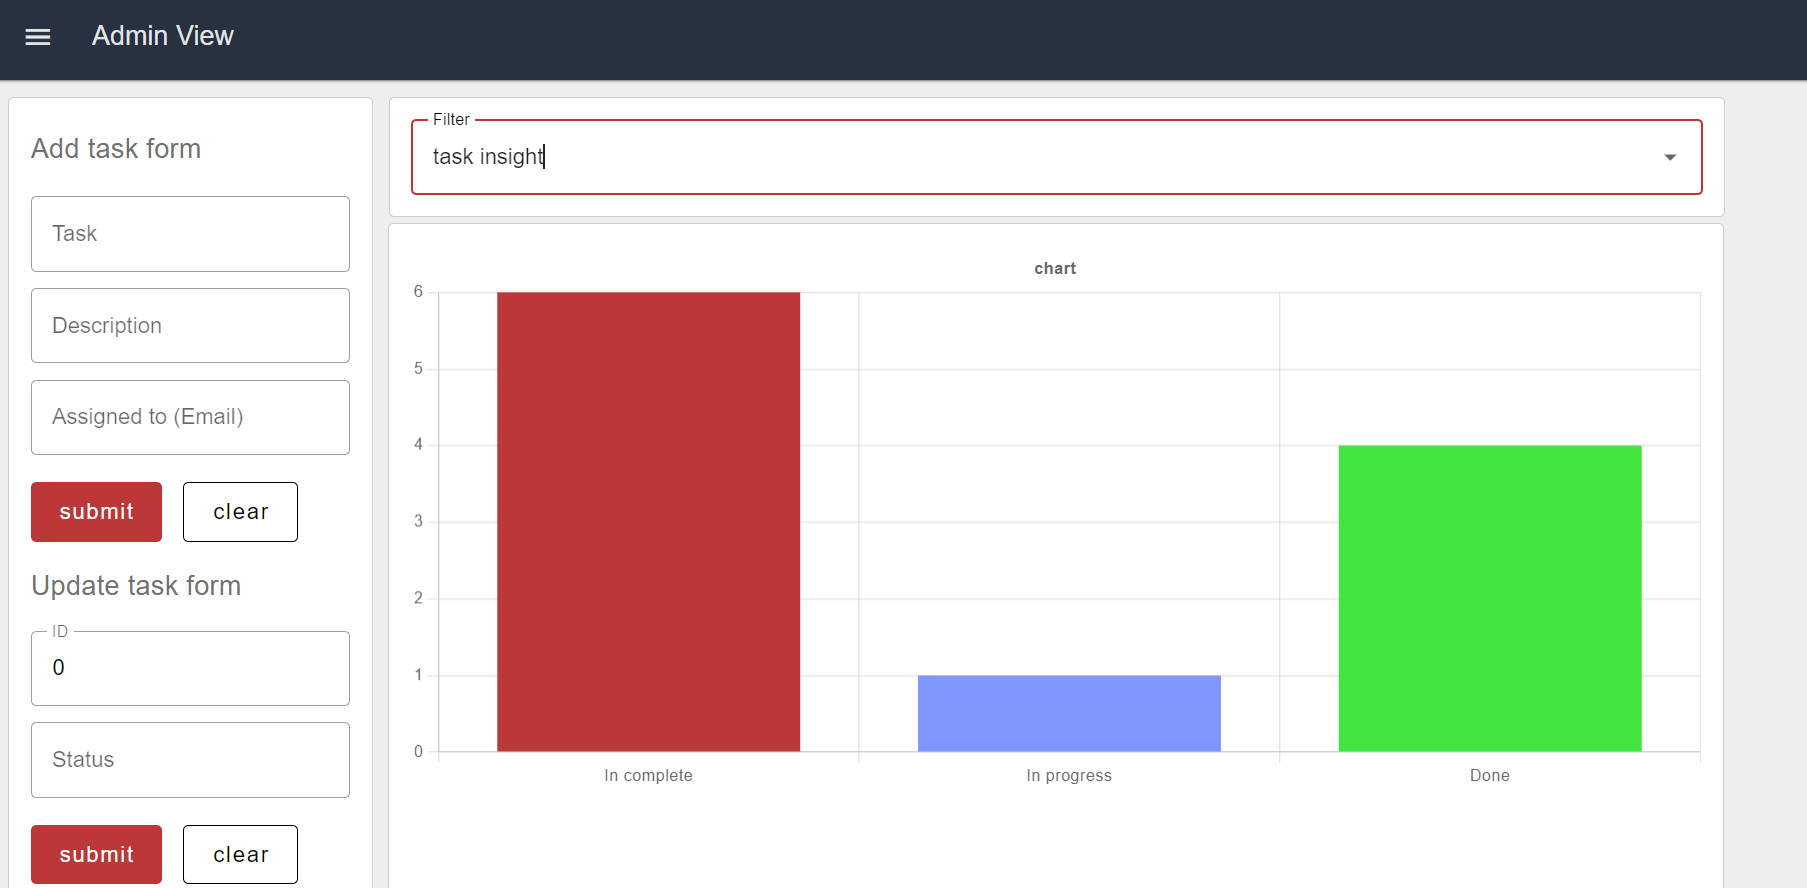 Admin View
Add task form
Task
Description
Assigned to (Email)
submit clear
Update task form
ID
0
Status
submit clear
Filter
task insight
chart
6
5
4
3
2
1
0
In complete In progress Done